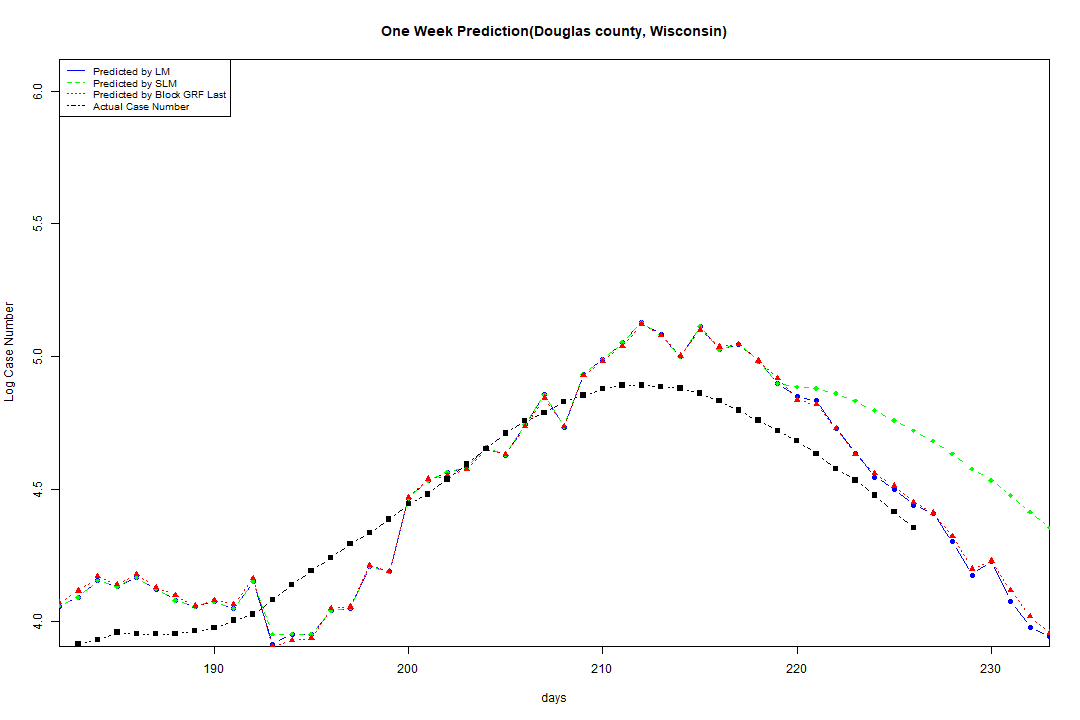 One Week Prediction(Douglas county, Wisconsin)
Predicted by LM
Predicted by SLM
Predicted by Block GRF Last
Actual Case Number
6.0
5.5
5.0
4.5
4.0
Log Case Number
190 200 210 220 230
days